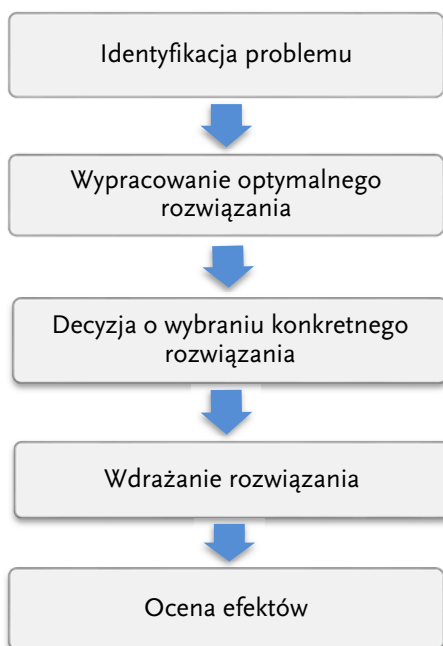 Identyfikacja problemu
Wypracowanie optymalnego
rozwiązania
Decyzja o wybraniu konkretnego
rozwiązania
Wdrażanie rozwiązania
Ocena efektów